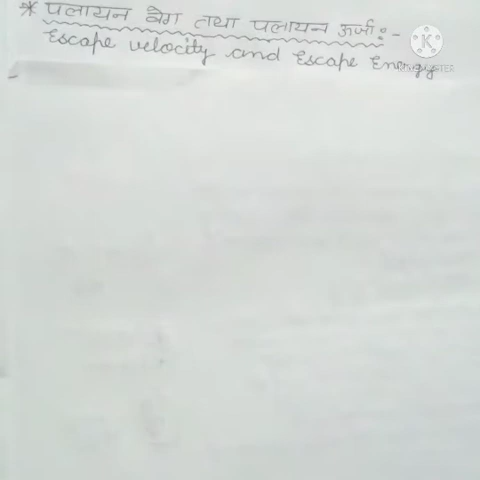 * पलायन वेग तथा पलायन ऊर्जा :-
Escape velocity and Escape Energy